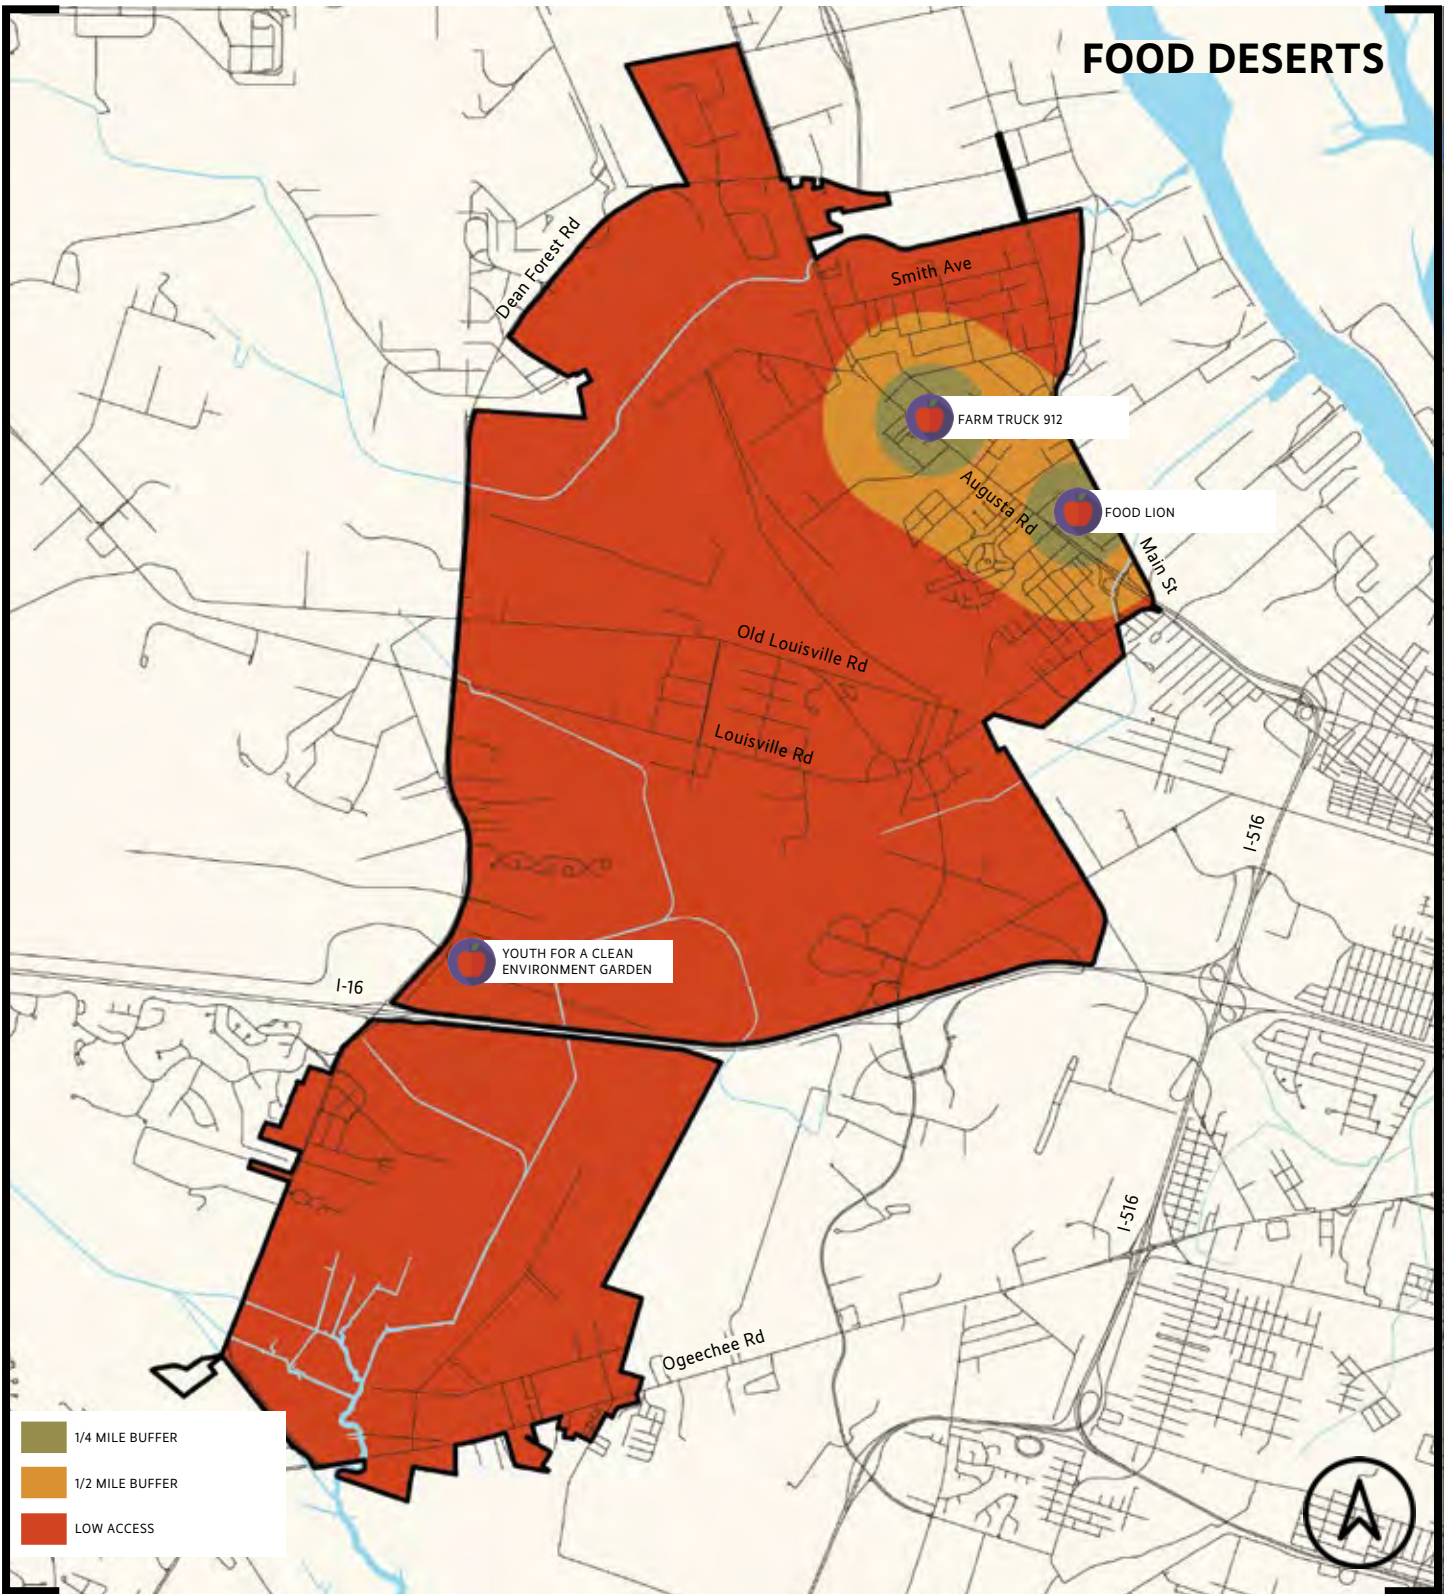 FOOD DESERTS
Dean Forest Rd
Smith Ave
FARM TRUCK 912
Augusta Rd
FOOD LION
Main St
Old Louisville Rd
Louisville Rd
I-516
YOUTH FOR A CLEAN
ENVIRONMENT GARDEN
I-16
I-516
Ogeechee Rd
1/4 MILE BUFFER
1/2 MILE BUFFER
LOW ACCESS